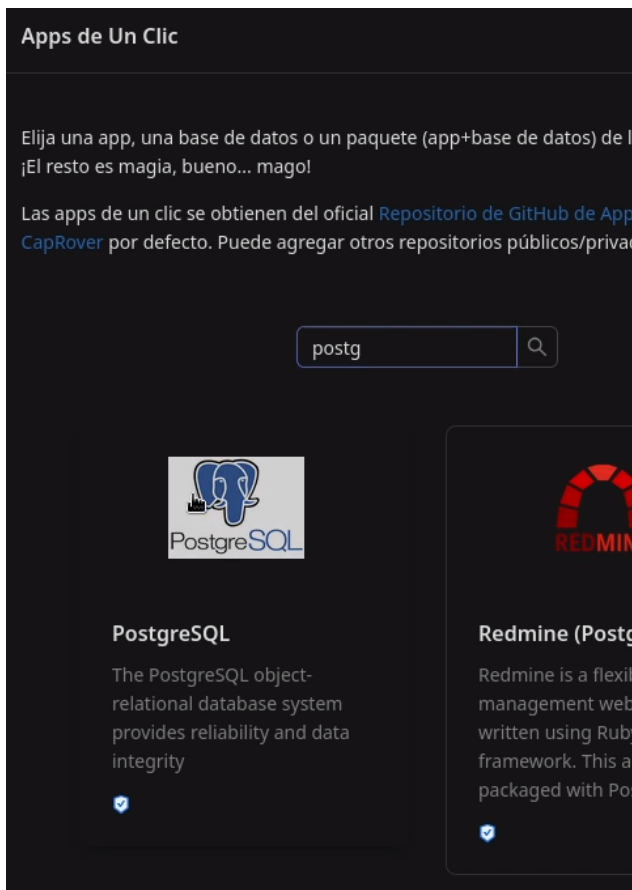 Apps de Un Clic
Elija una app, una base de datos o un paquete (app+base de datos) de
¡El resto es magia, bueno... mago!
Las apps de un clic se obtienen del oficial Repositorio de GitHub de App
CapRover por defecto. Puede agregar otros repositorios públicos/
postg
PostgreSQL
REDMIN
PostgreSQL
The PostgreSQL object-
relational database system
provides reliability and data
integrity
Redmine (Postg
Redmine is a flexib
management web
written using Ruby
framework. This a
packaged with Pos